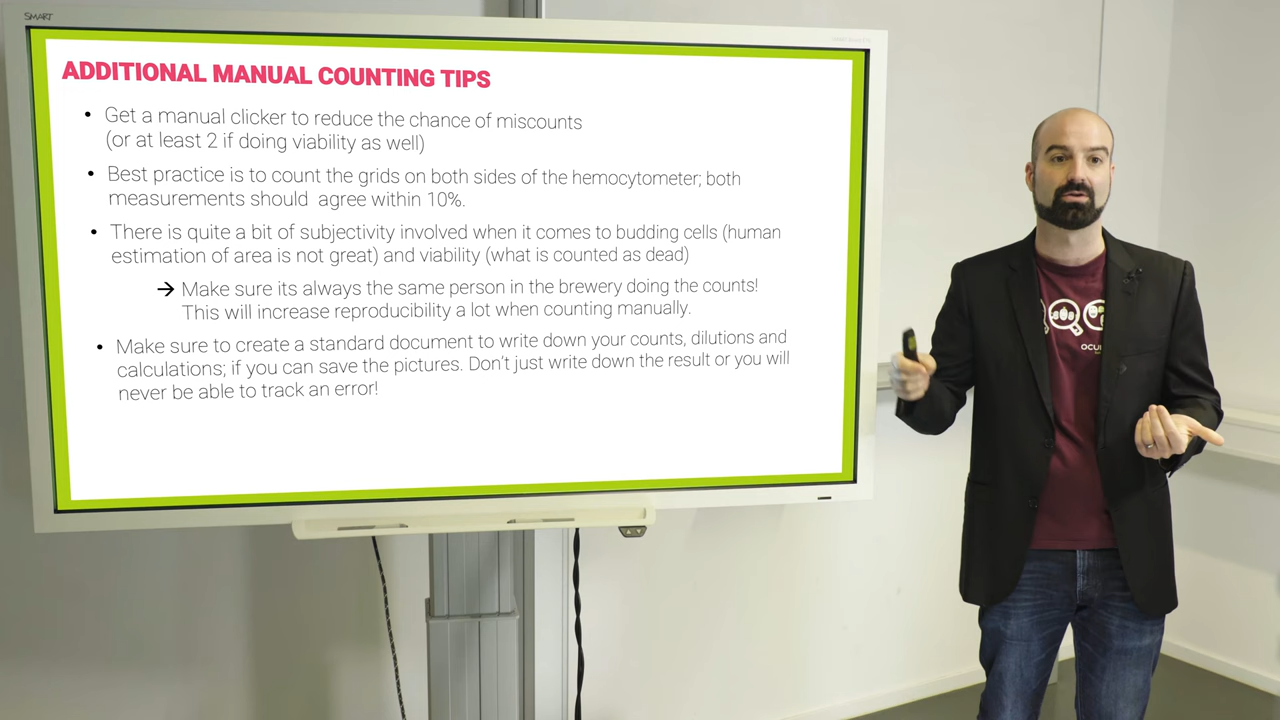 SMART
ADDITIONAL MANUAL COUNTING TIPS
• Get a manual clicker to reduce the chance of miscounts
(or at least 2 if doing viability as well)
• Best practice is to count the grids on both sides of the hemocytometer; both
measurements should agree within 10%.
• There is quite a bit of subjectivity involved when it comes to budding cells (human
estimation of area is not great) and viability (what is counted as dead)
→ Make sure its always the same person in the brewery doing the counts!
This will increase reproducibility a lot when counting manually.
• Make sure to create a standard document to write down your counts, dilutions and
calculations; if you can save the pictures. Don't just write down the result or you will
never be able to track an error!
OCU